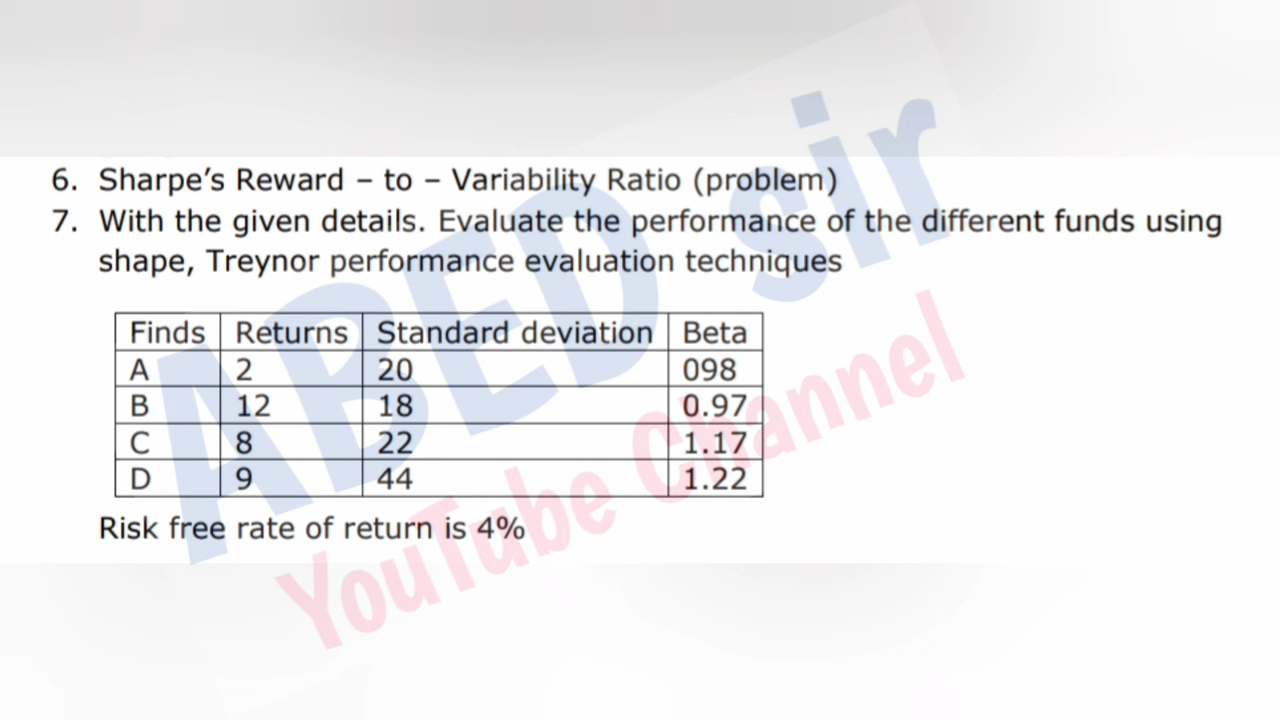 6. Sharpe's Reward – to – Variability Ratio (problem)
7. With the given details. Evaluate the performance of the different funds using
shape, Treynor performance evaluation techniques
Finds Returns Standard deviation Beta
A 2 20 098
B 12 18 0.97
C 8 22 1.17
D 9 44 1.22
Risk free rate of return is 4%
ABED sir
YouTube Channel